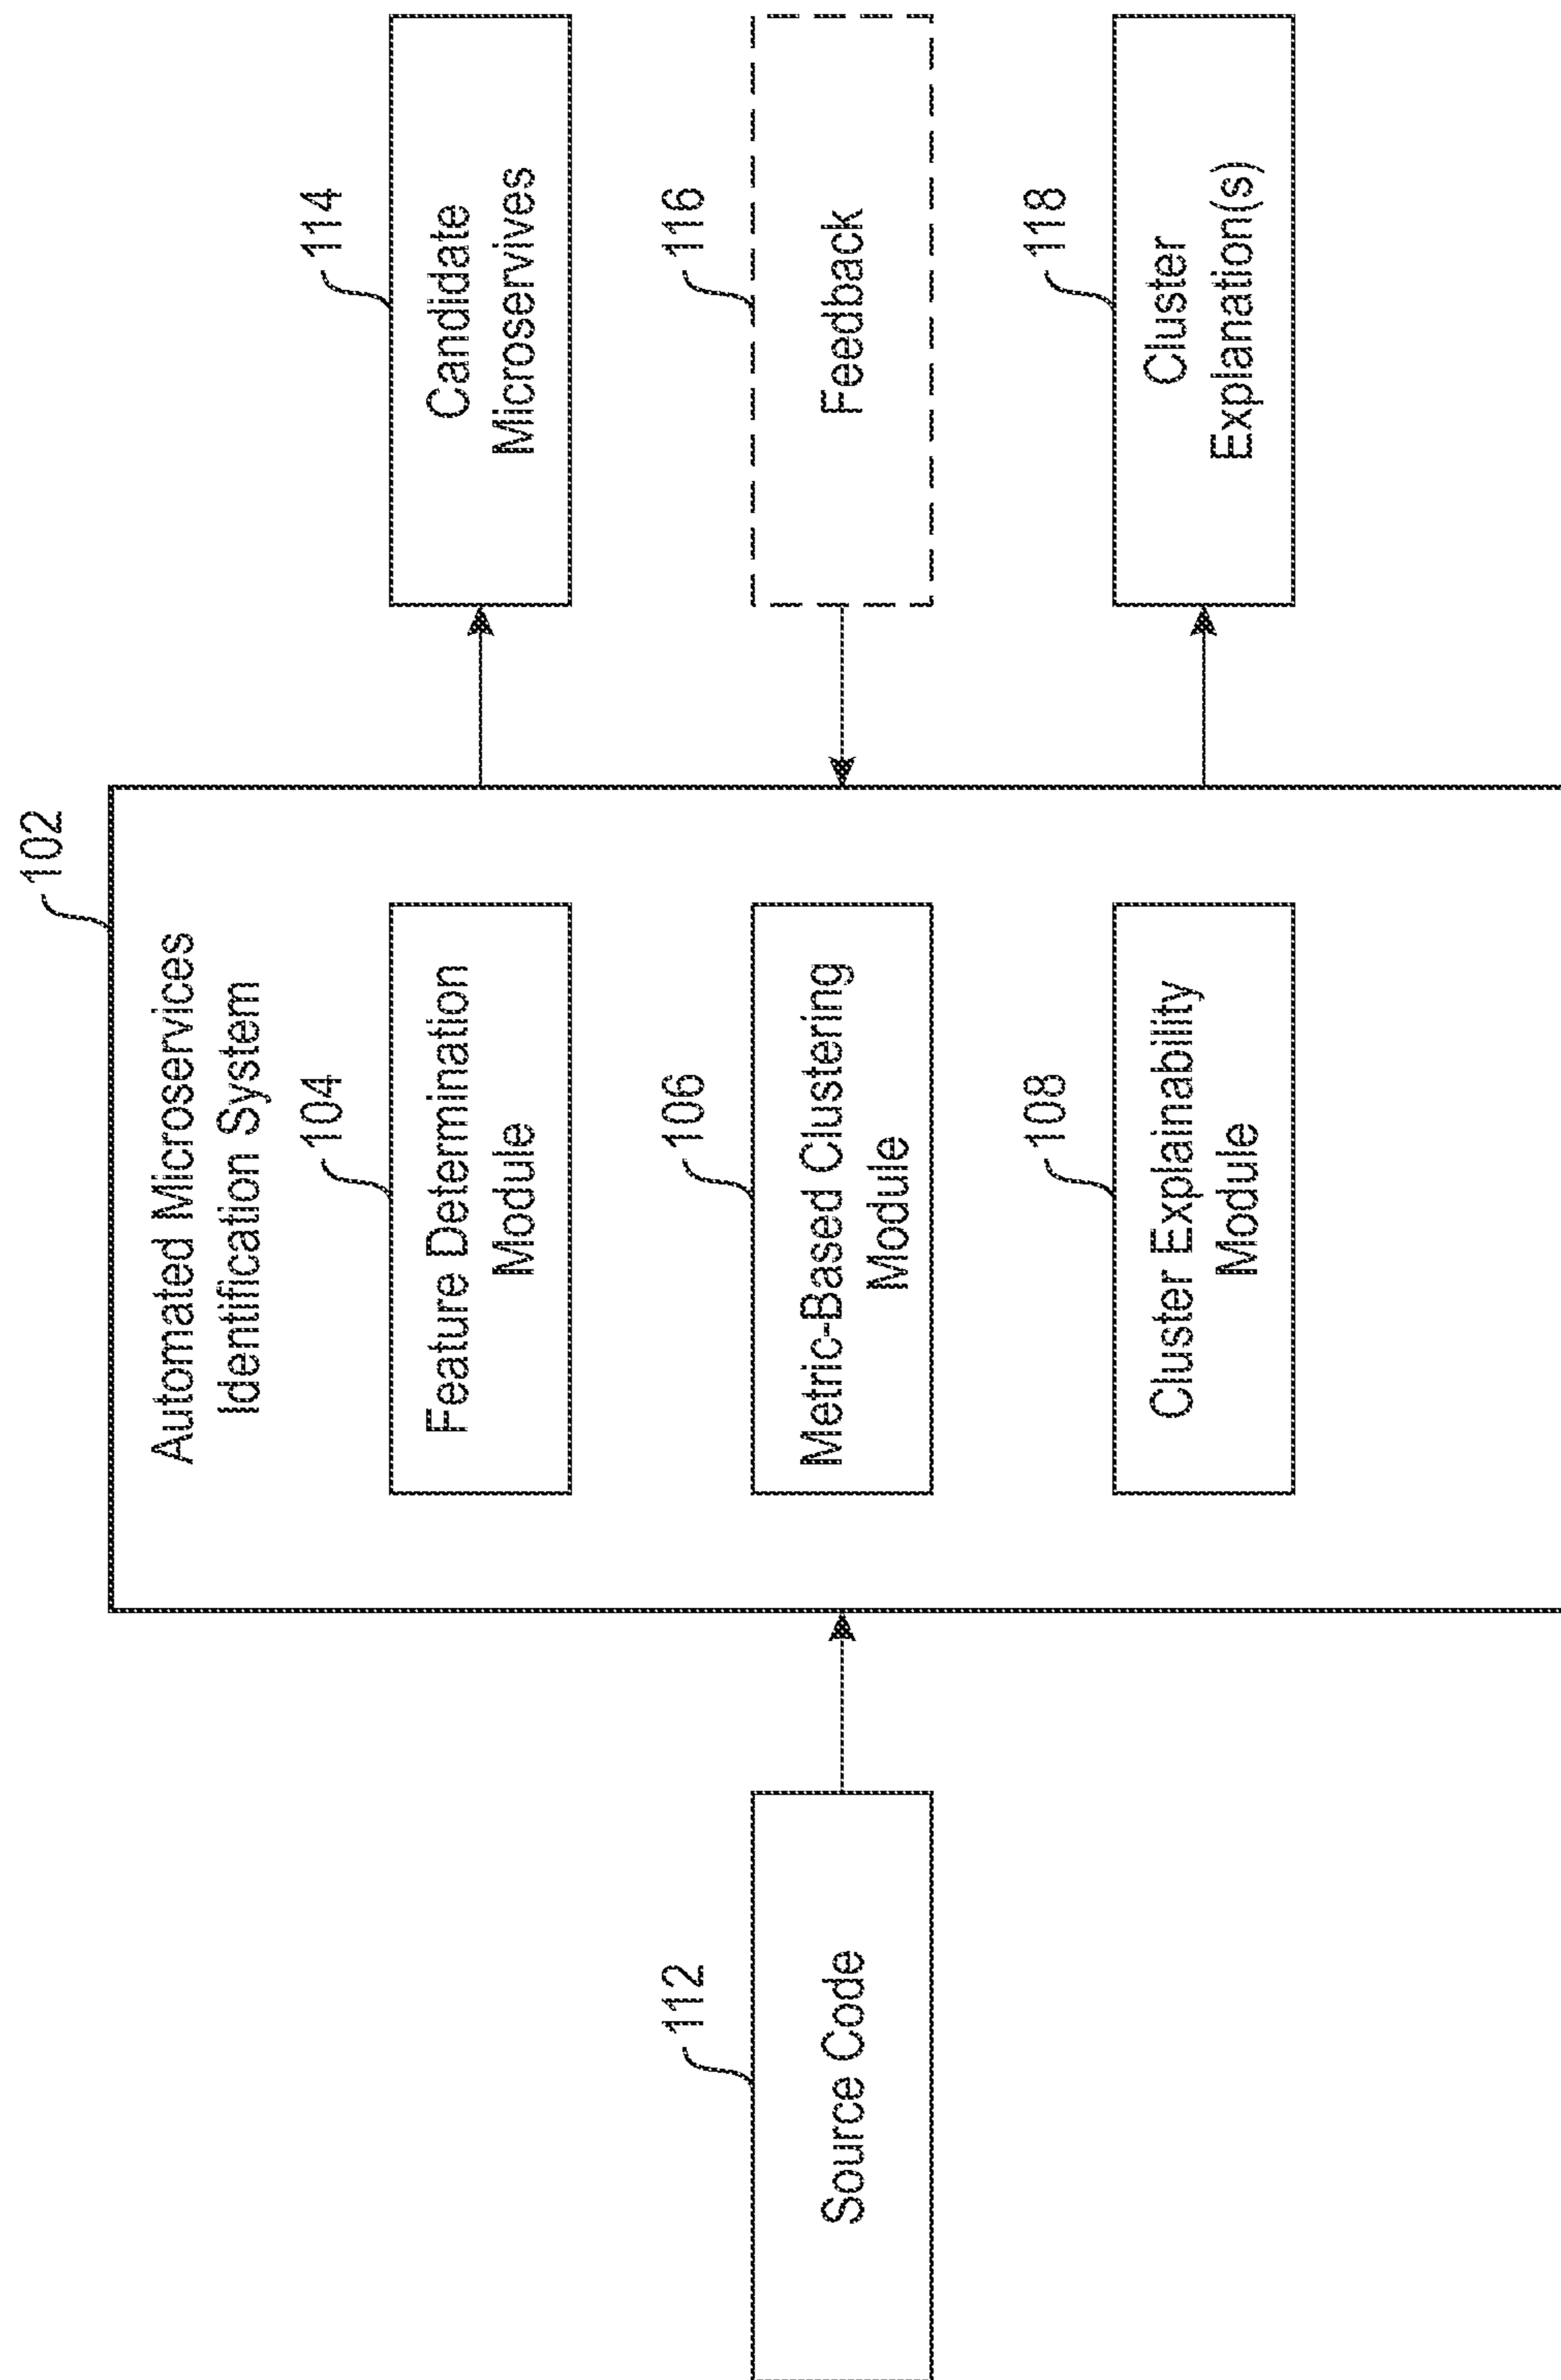 102
Automated Microservices
Identification System
104
Feature Determination
Module
106
Metric-Based Clustering
Module
108
Cluster Explainability
Module
112
Source Code
114
Candidate
Microservives
116
Feedback
118
Cluster
Explanation(s)